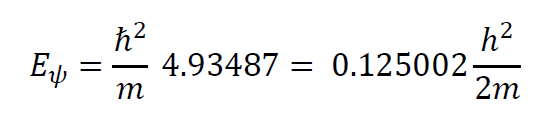 E_ψ = ħ²/m 4.93487 = 0.125002 h²/2m